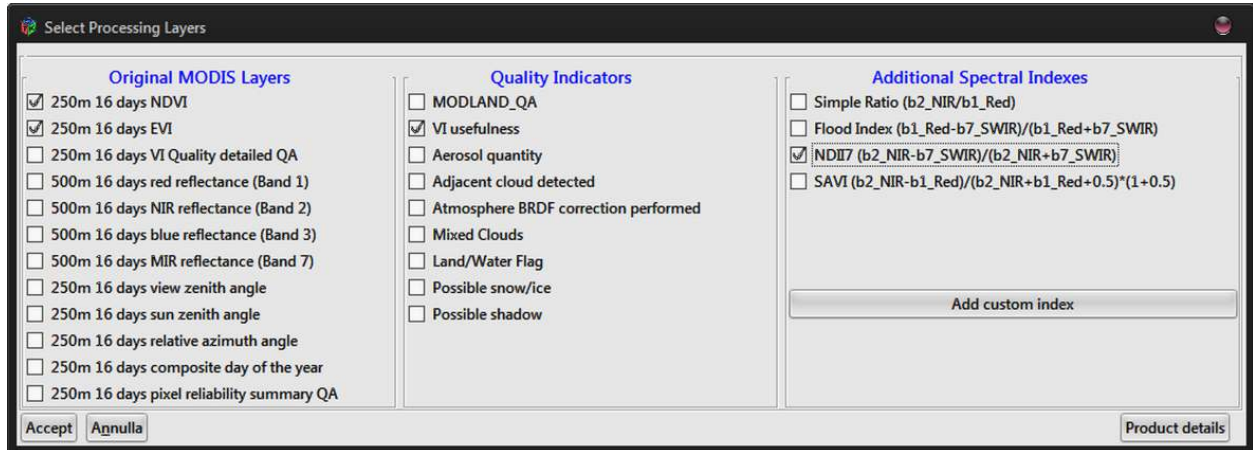 Select Processing Layers
Original MODIS Layers
250m 16 days NDVI
250m 16 days EVI
250m 16 days VI Quality detailed QA
500m 16 days red reflectance (Band 1)
500m 16 days NIR reflectance (Band 2)
500m 16 days blue reflectance (Band 3)
500m 16 days MIR reflectance (Band 7)
250m 16 days view zenith angle
250m 16 days sun zenith angle
250m 16 days relative azimuth angle
250m 16 days composite day of the year
250m 16 days pixel reliability summary QA
Quality Indicators
MODLAND_QA
VI usefulness
Aerosol quantity
Adjacent cloud detected
Atmosphere BRDF correction performed
Mixed Clouds
Land/Water Flag
Possible snow/ice
Possible shadow
Additional Spectral Indexes
Simple Ratio (b2_NIR/b1_Red)
Flood Index (b1_Red-b7_SWIR)/(b1_Red+b7_SWIR)
NDII7 (b2_NIR-b7_SWIR)/(b2_NIR+b7_SWIR)
SAVI (b2_NIR-b1_Red)/(b2_NIR+b1_Red+0.5)*(1+0.5)
Add custom index
Accept
Annulla
Product details